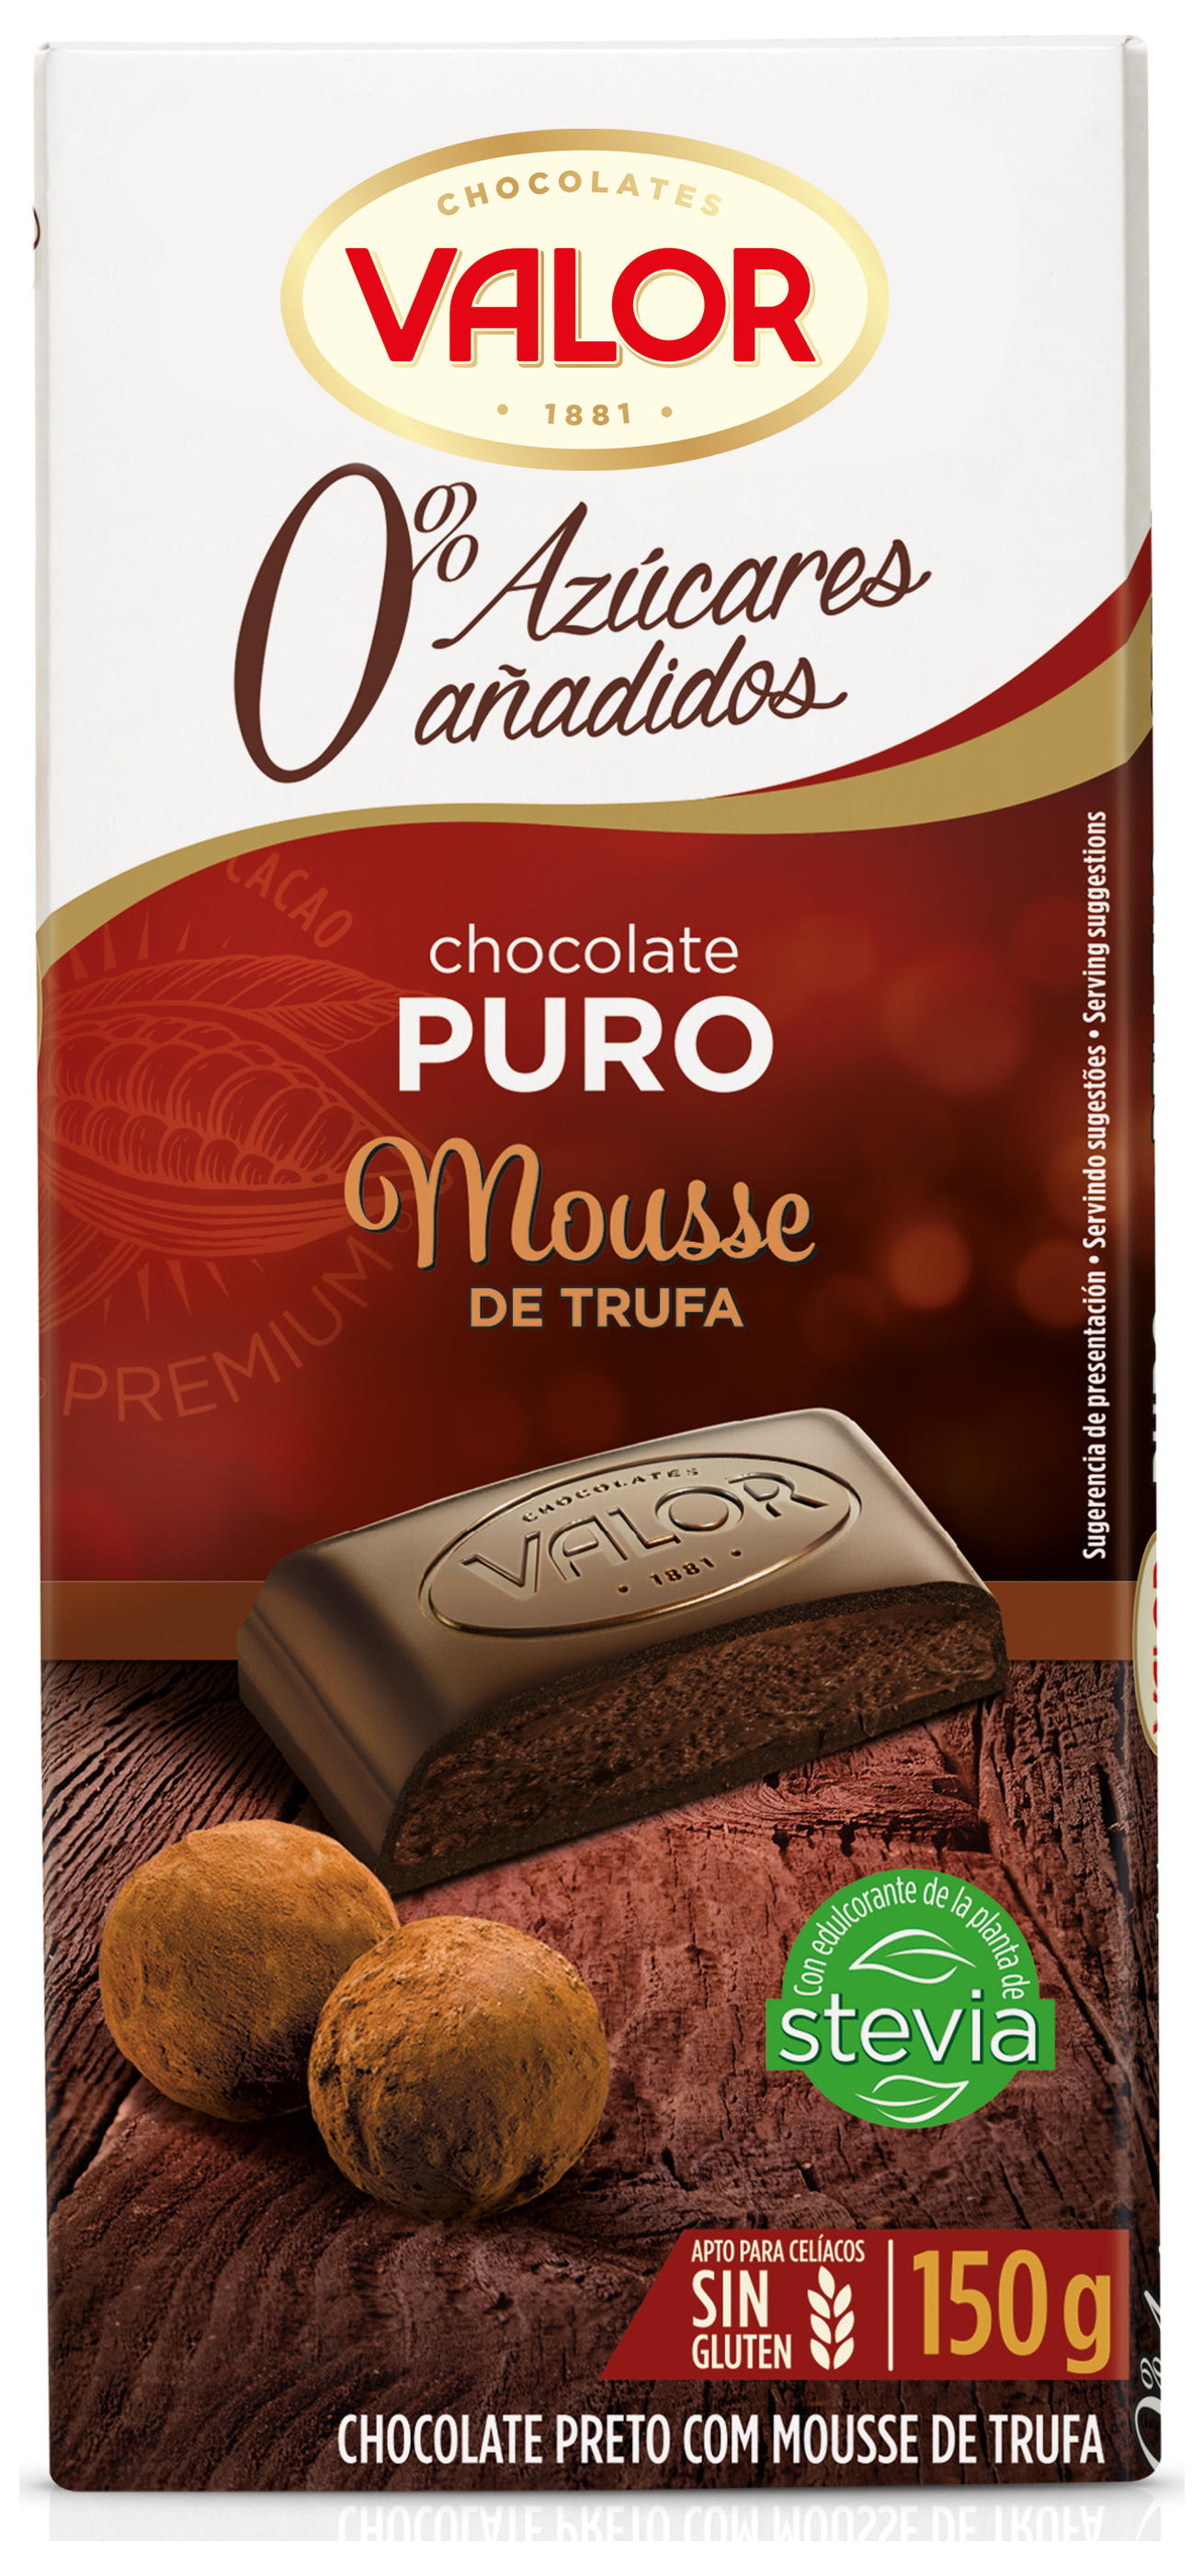 CHOCOLATES
VALOR
• 1881 •
0% Azúcares
añadidos
CACAO
PREMIUM
chocolate
PURO
Mousse
DE TRUFA
Sugerencia de presentación • Servindo sugestões • Serving suggestions
CHOCOLATES
VALOR
• 1881 •
Con edulcorante de la planta de
stevia
APTO PARA CELÍACOS
SIN
GLUTEN
150 g
CHOCOLATE PRETO COM MOUSSE DE TRUFA